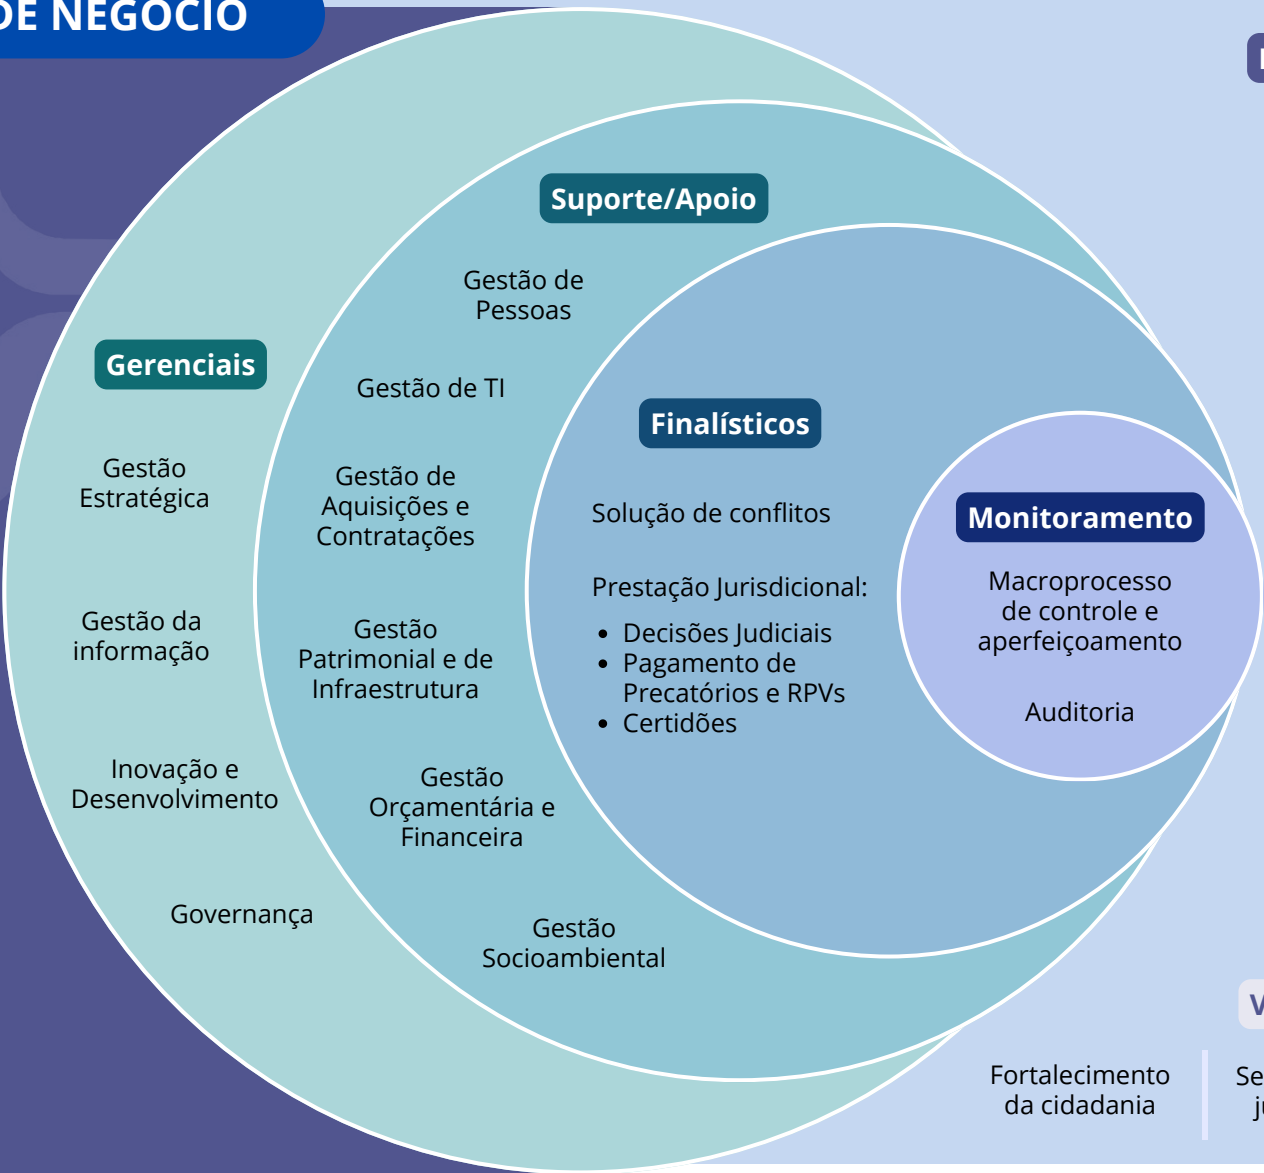 DE NEGÓCIO
Suporte/Apoio
Gestão de
Pessoas
Gestão de TI
Gestão de
Aquisições e
Contratações
Gestão
Patrimonial e de
Infraestrutura
Gestão
Orçamentária e
Financeira
Gestão
Socioambiental
Gerenciais
Gestão
Estratégica
Gestão da
informação
Inovação e
Desenvolvimento
Governança
Finalísticos
Solução de conflitos
Prestação Jurisdicional:
• Decisões Judiciais
• Pagamento de
Precatórios e RPVs
• Certidões
Monitoramento
Macroprocesso
de controle e
aperfeiçoamento
Auditoria
Fortalecimento
da cidadania